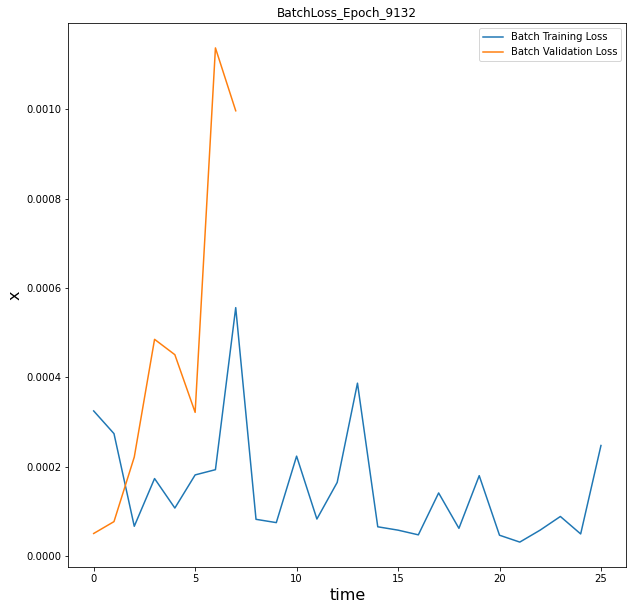 BatchLoss_Epoch_9132
Batch Training Loss
Batch Validation Loss
0.0010
0.0008
0.0006
0.0004
0.0002
0.0000
x
0 5 10 15 20 25
time